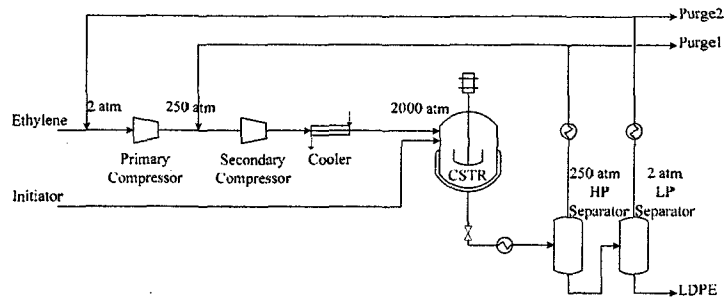 Purge2
Purge1
2 atm
250 atm
2000 atm
Ethylene
Primary
Compressor
Secondary
Compressor
Cooler
CSTR
250 atm
HP
Separator
2 atm
LP
Separator
Initiator
LDPE